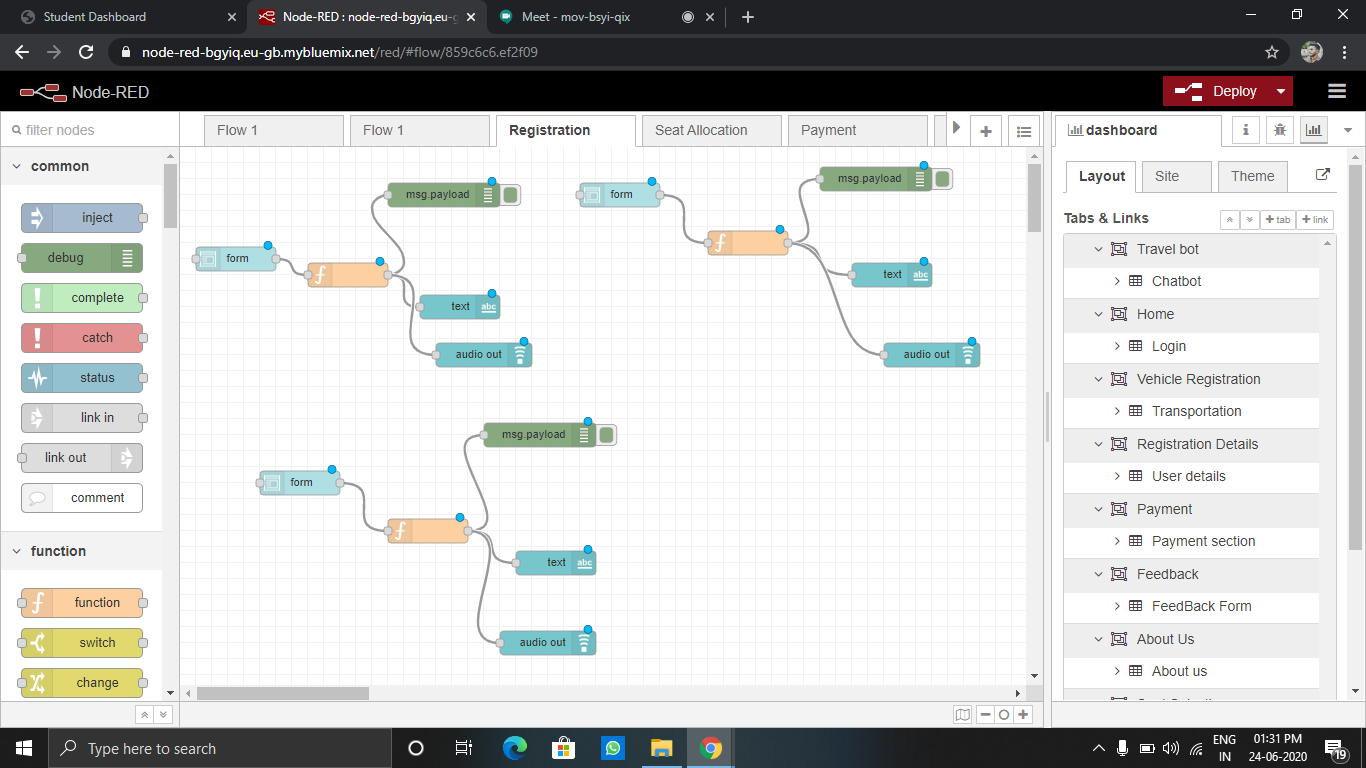 Student Dashboard
Node-RED : node-red-bgyiq.eu-g
Meet - mov-bsyi-qix
node-red-bgyiq.eu-gb.mybluemix.net/red/#flow/859c6c6.ef2f09
Node-RED
Deploy
filter nodes
Flow 1
Flow 1
Registration
Seat Allocation
Payment
dashboard
common
inject
debug
complete
catch
status
link in
link out
comment
function
function
switch
change
msg.payload
form
text
abc
audio out
form
msg.payload
text
abc
audio out
msg.payload
form
text
abc
audio out
Layout
Site
Theme
Tabs & Links
tab
link
Travel bot
Chatbot
Home
Login
Vehicle Registration
Transportation
Registration Details
User details
Payment
Payment section
Feedback
FeedBack Form
About Us
About us
Type here to search
ENG
IN
01:31 PM
24-06-2020
19